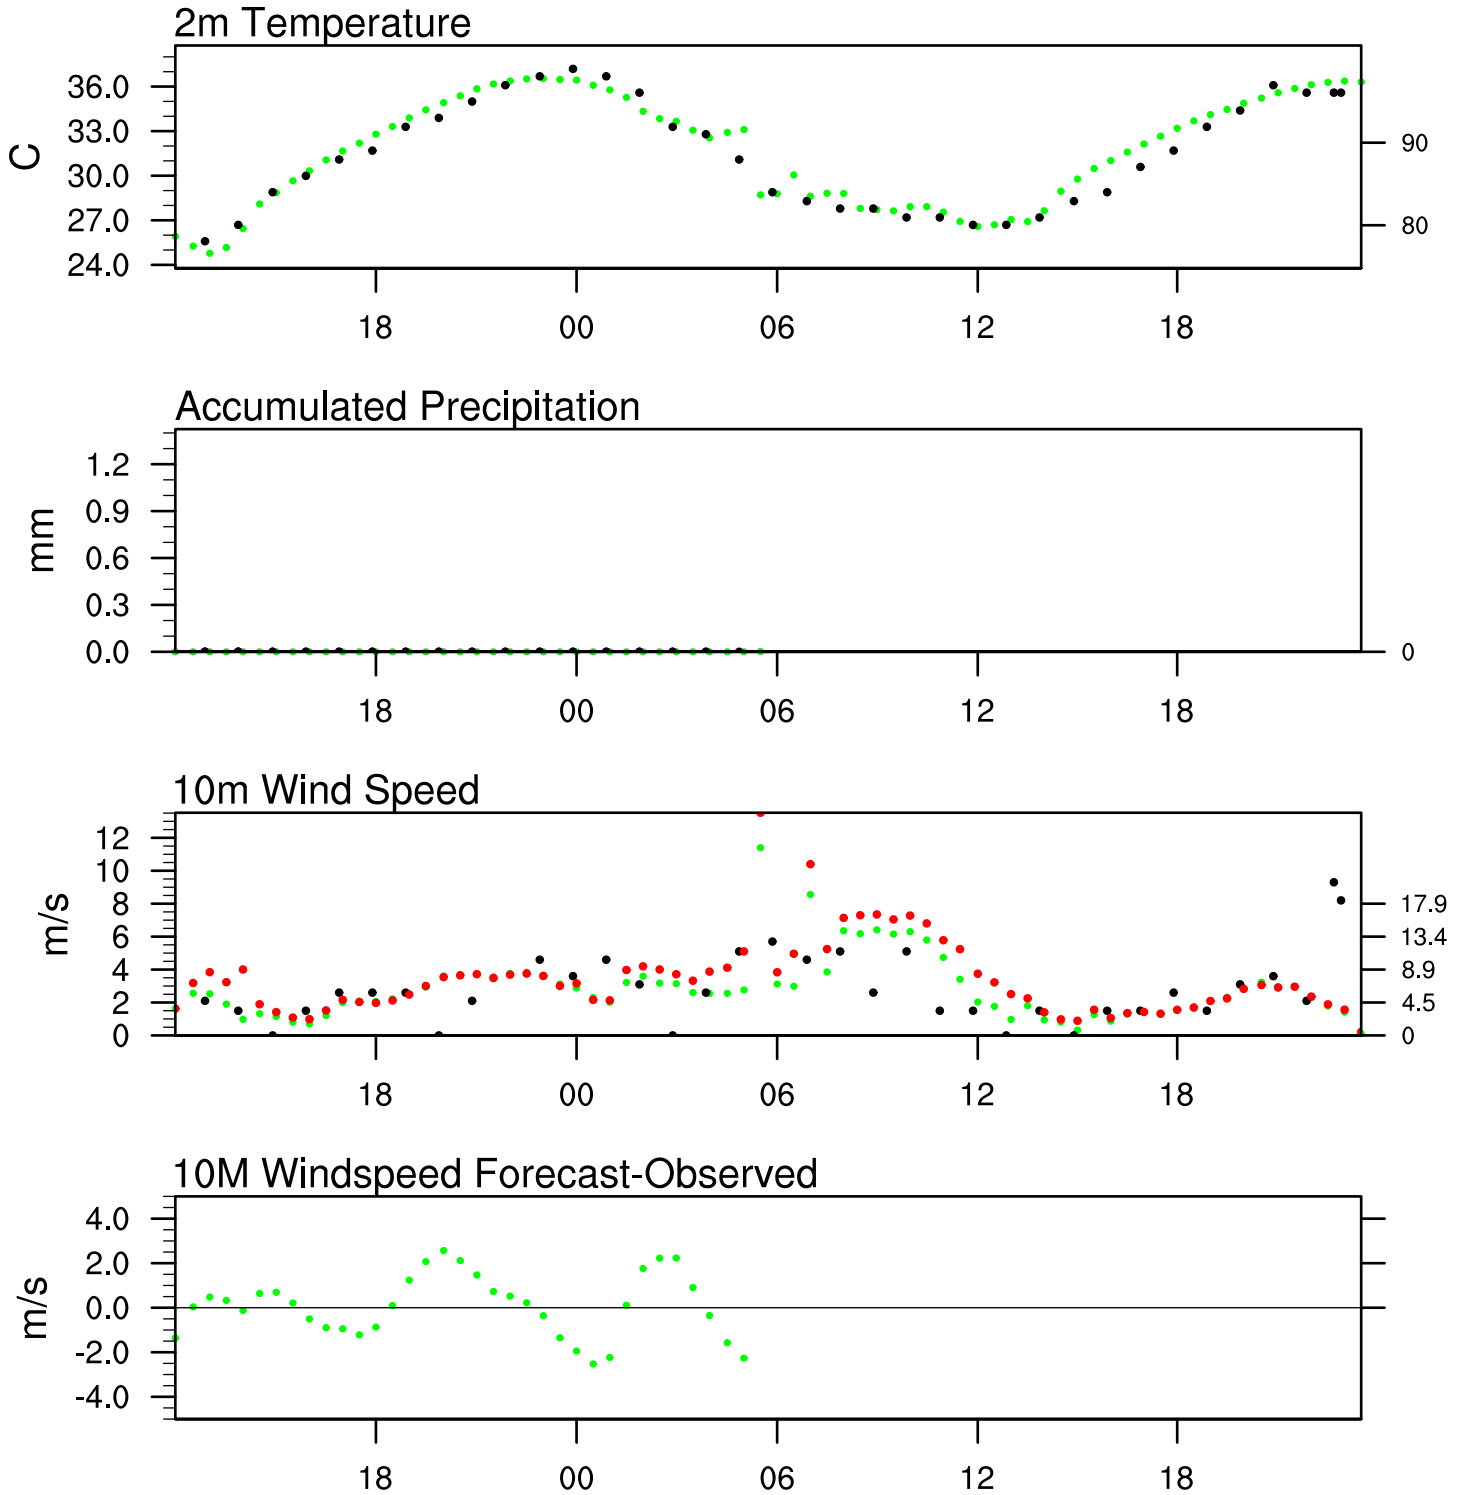 2m Temperature
36.0
33.0
30.0
27.0
24.0
C
90
80
18 00 06 12 18
Accumulated Precipitation
1.2
0.9
0.6
0.3
0.0
mm
0
18 00 06 12 18
10m Wind Speed
12
10
8
6
4
2
0
m/s
17.9
13.4
8.9
4.5
0
18 00 06 12 18
10M Windspeed Forecast-Observed
4.0
2.0
0.0
-2.0
-4.0
m/s
18 00 06 12 18